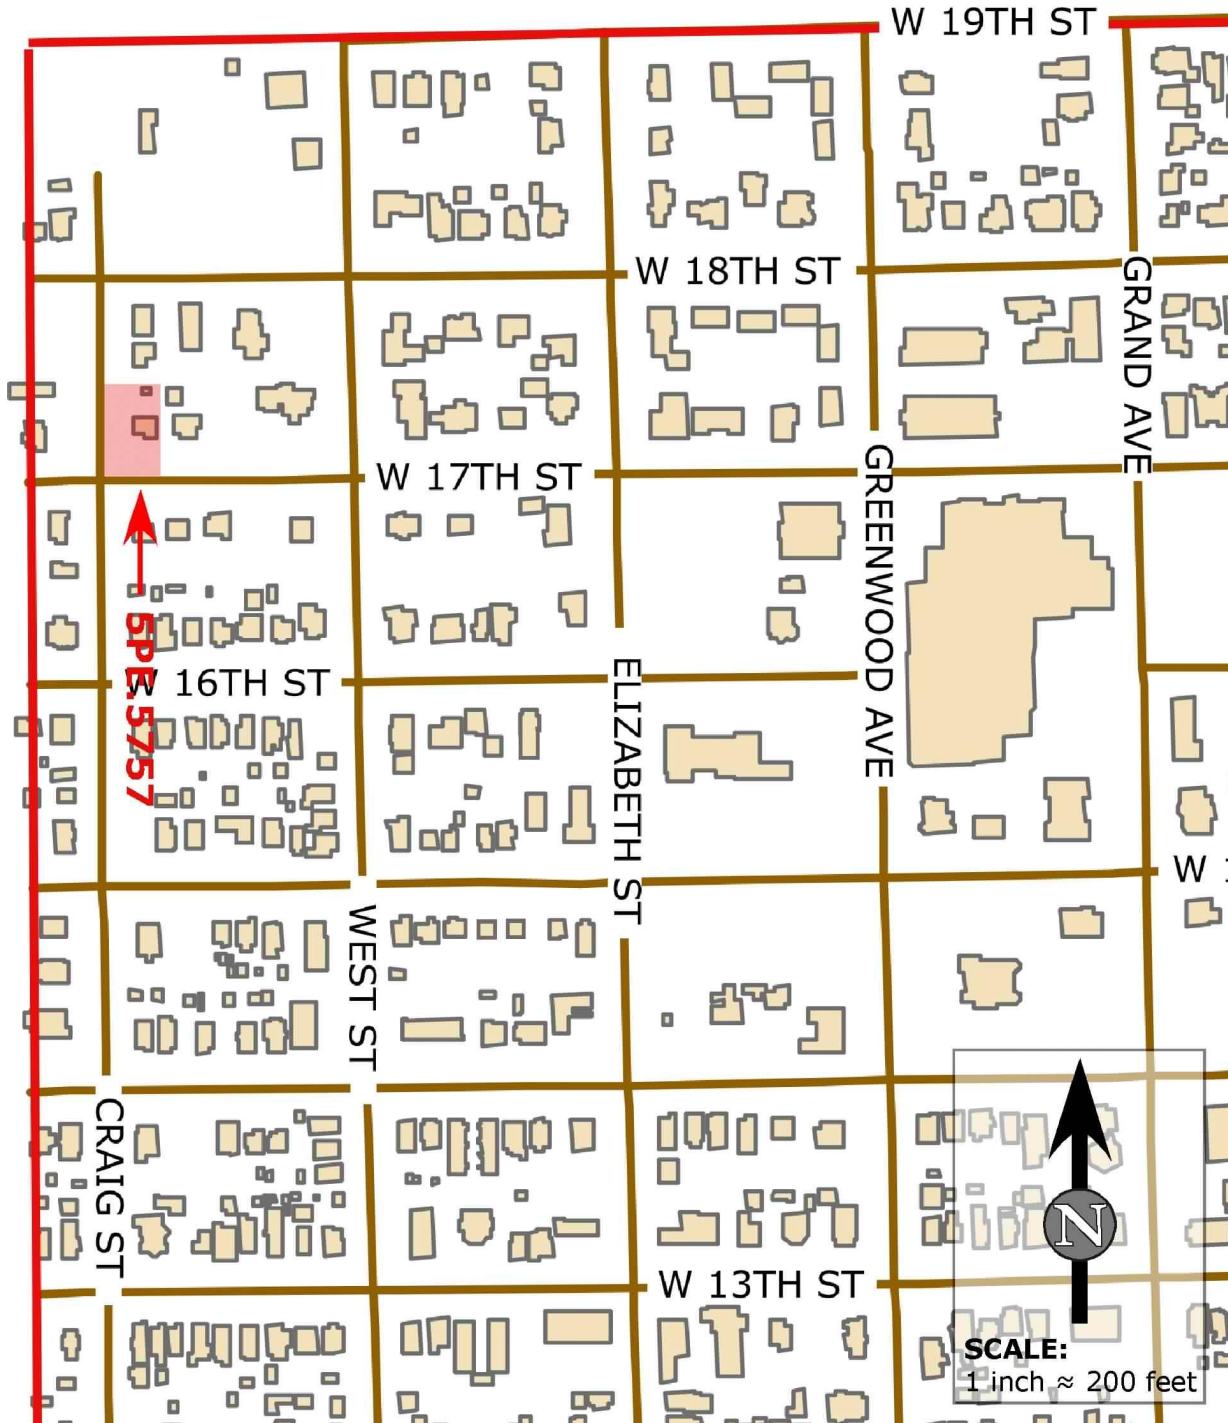 W 19TH ST
W 18TH ST
GRAND AVE
W 17TH ST
GREENWOOD AVE
5PE.5757
W 16TH ST
ELIZABETH ST
W 1
WEST ST
CRAIG ST
N
W 13TH ST
SCALE:
1 inch ≈ 200 feet